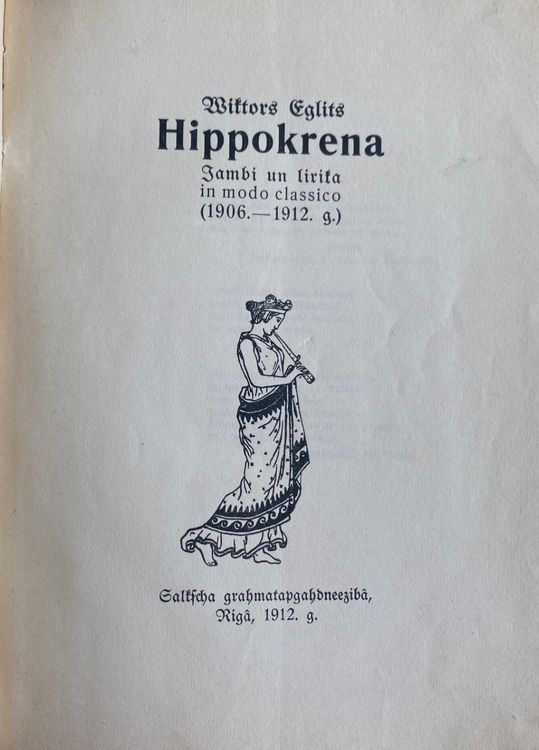 Wiktors Eglits
Hippokrena
Jambi un lirika
in modo classico
(1906.—1912. g.)
Salkſcha grahmatapgahdneezibâ,
Rigâ, 1912. g.